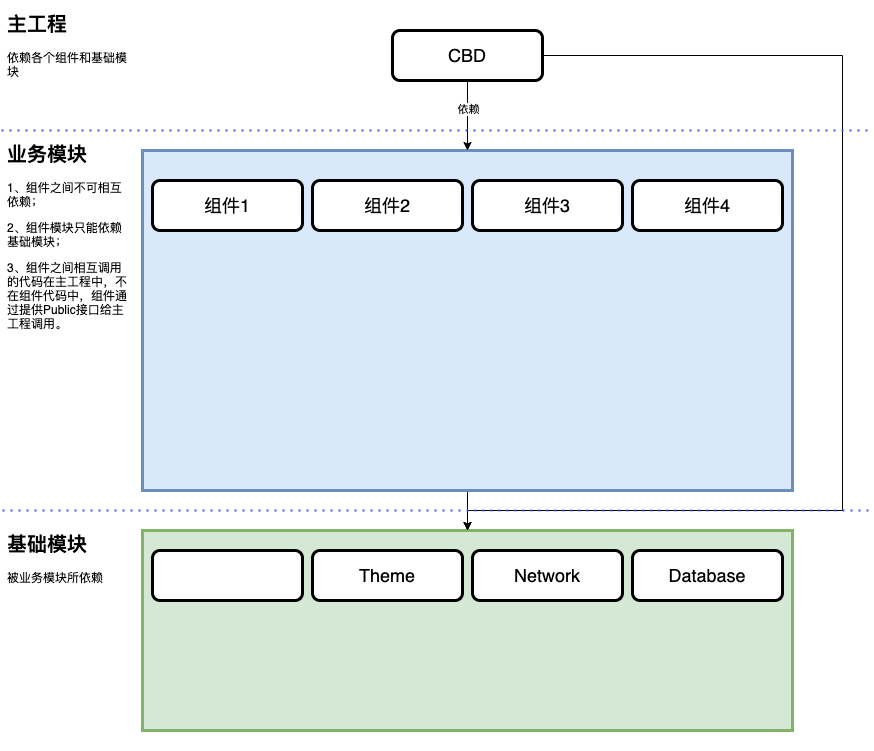 主工程
依赖各个组件和基础模
块
CBD
依赖
业务模块
1、组件之间不可相互
依赖；
2、组件模块只能依赖
基础模块；
3、组件之间相互调用
的代码在主工程中，不
在组件代码中，组件通
过提供Public接口给主
工程调用。
组件1
组件2
组件3
组件4
基础模块
被业务模块所依赖
Theme
Network
Database